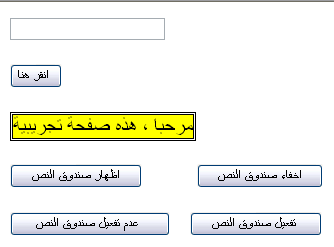 انقر هنا
مرحبا ، هذه صفحة تجريبية
اخفاء صندوق النص اظهار صندوق النص
تفعيل صندوق النص عدم تفعيل صندوق النص